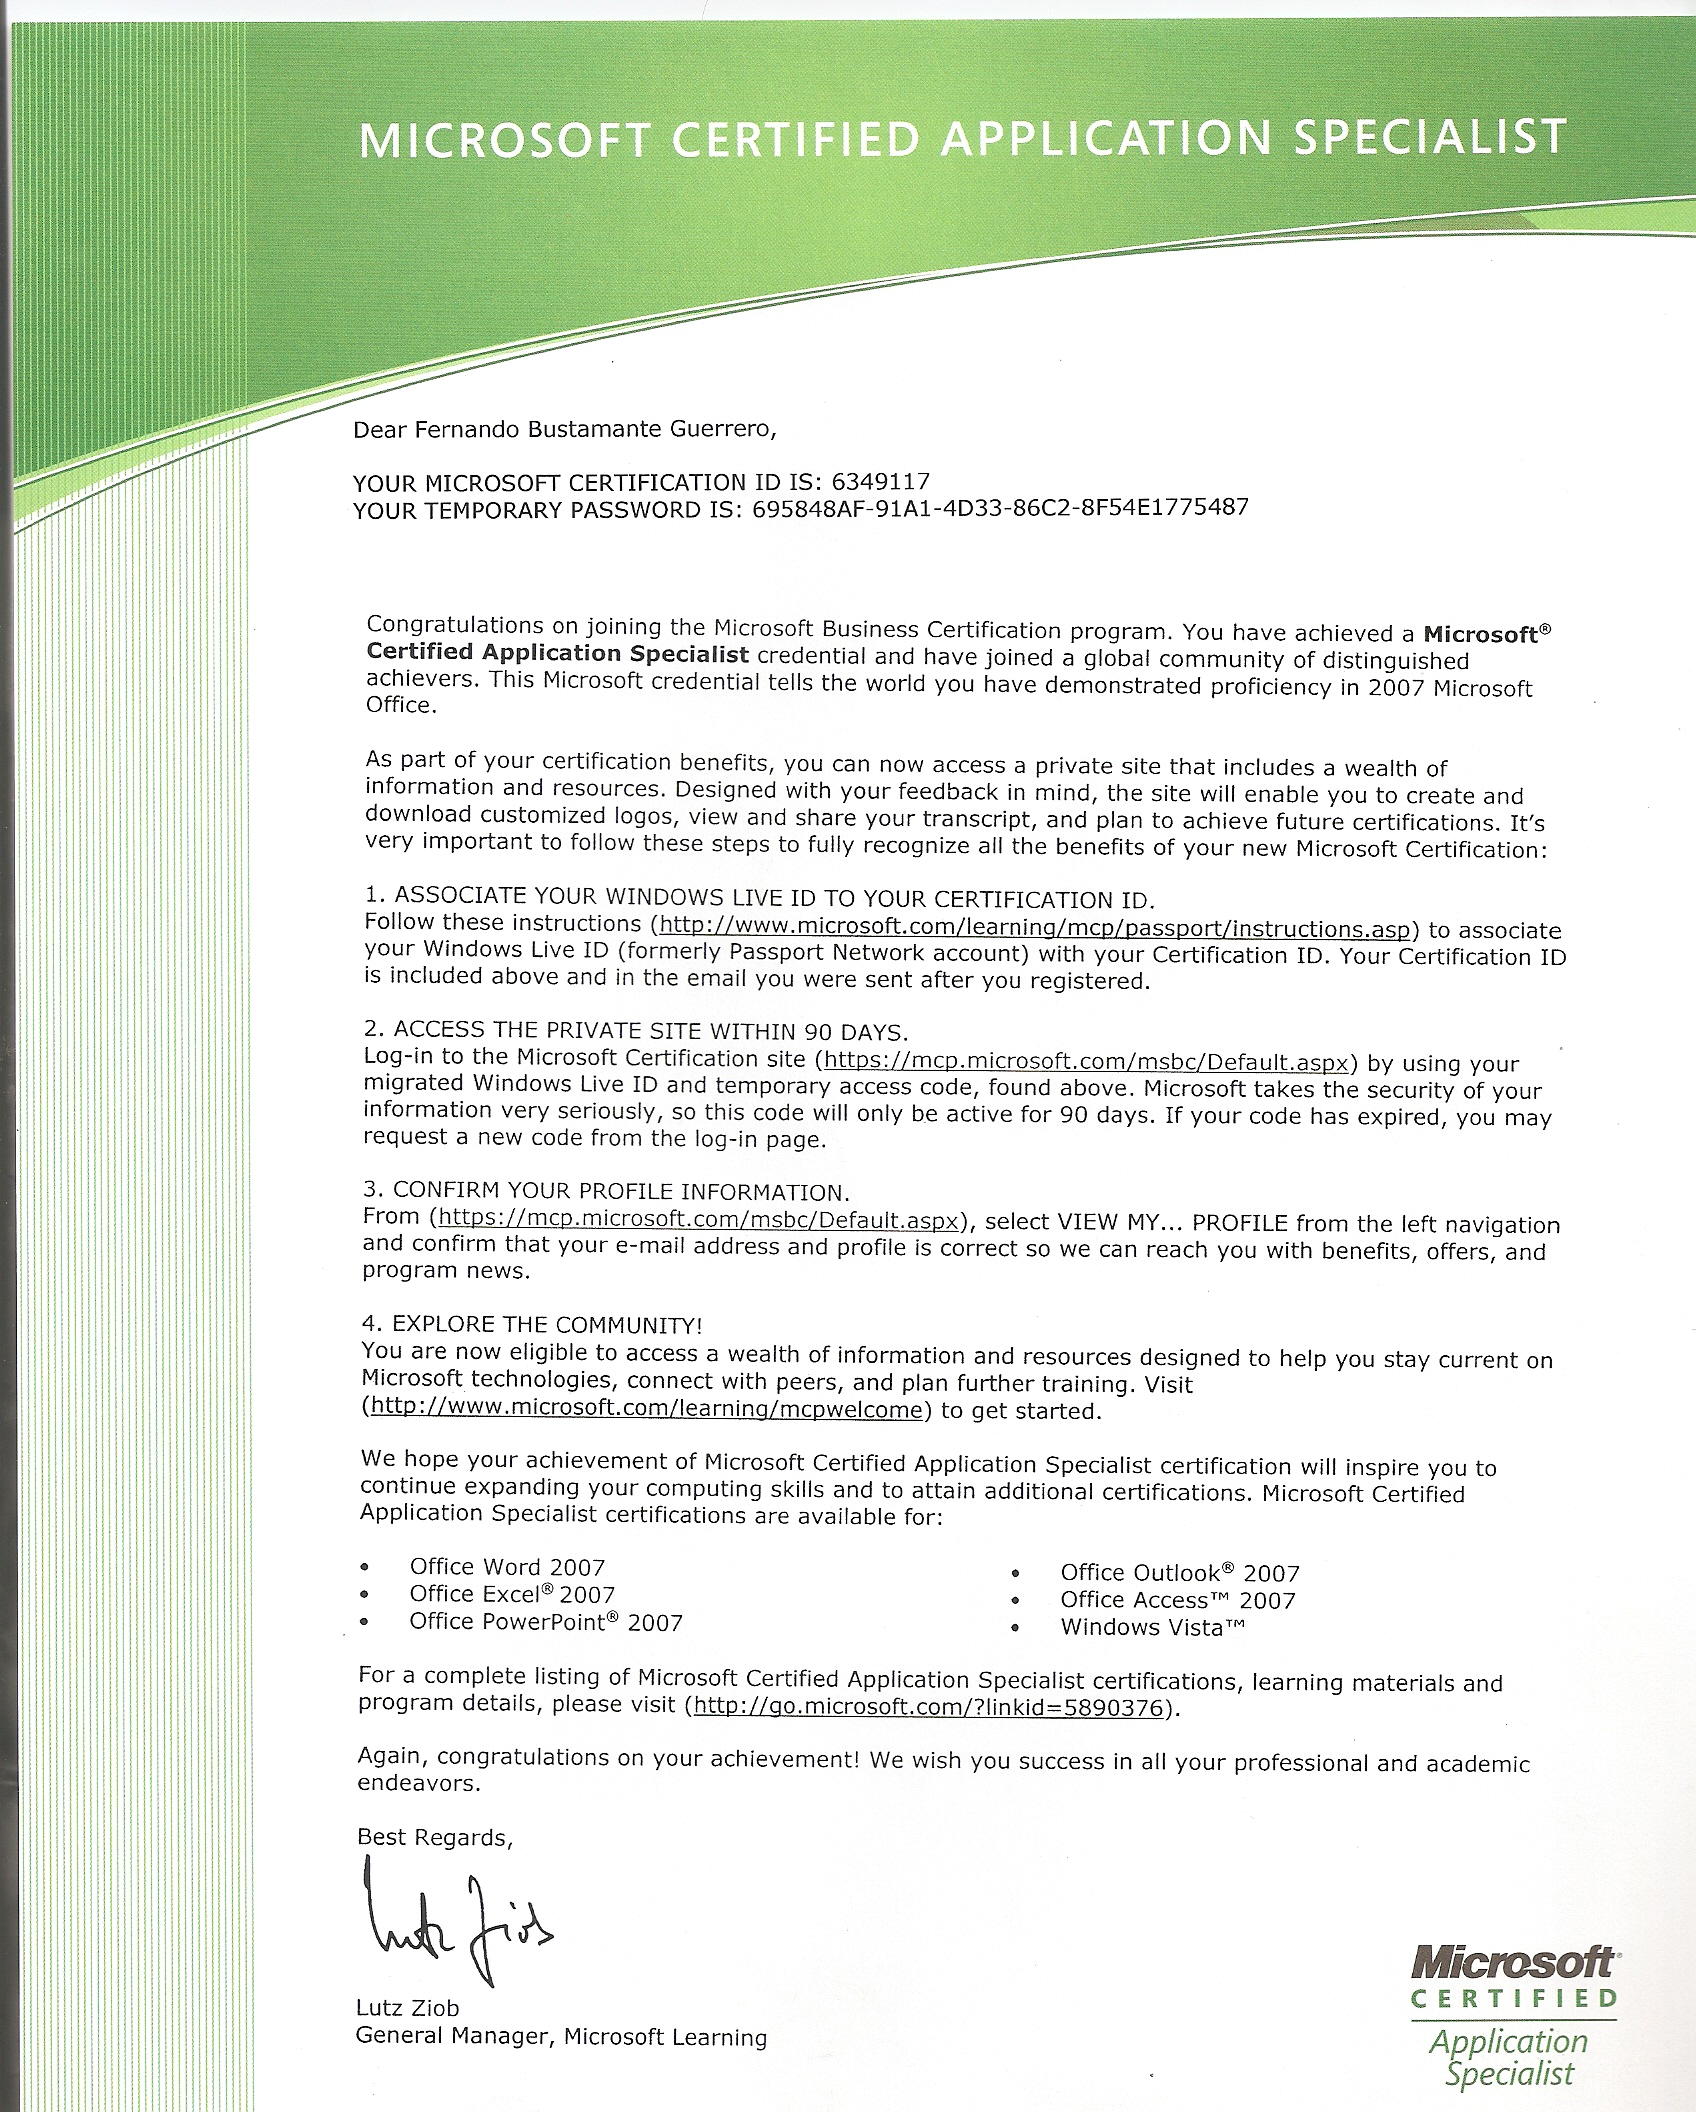 MICROSOFT CERTIFIED APPLICATION SPECIALIST
Dear Fernando Bustamante Guerrero,
YOUR MICROSOFT CERTIFICATION ID IS: 6349117
YOUR TEMPORARY PASSWORD IS: 695848AF-91A1-4D33-86C2-8F54E1775487
Congratulations on joining the Microsoft Business Certification program. You have achieved a Microsoft®
Certified Application Specialist credential and have joined a global community of distinguished
achievers. This Microsoft credential tells the world you have demonstrated proficiency in 2007 Microsoft
Office.
As part of your certification benefits, you can now access a private site that includes a wealth of
information and resources. Designed with your feedback in mind, the site will enable you to create and
download customized logos, view and share your transcript, and plan to achieve future certifications. It's
very important to follow these steps to fully recognize all the benefits of your new Microsoft Certification:
1. ASSOCIATE YOUR WINDOWS LIVE ID TO YOUR CERTIFICATION ID.
Follow these instructions (http://www.microsoft.com/learning/mcp/passport/instructions.asp) to associate
your Windows Live ID (formerly Passport Network account) with your Certification ID. Your Certification ID
is included above and in the email you were sent after you registered.
2. ACCESS THE PRIVATE SITE WITHIN 90 DAYS.
Log-in to the Microsoft Certification site (https://mcp.microsoft.com/msbc/Default.aspx) by using your
migrated Windows Live ID and temporary access code, found above. Microsoft takes the security of your
information very seriously, so this code will only be active for 90 days. If your code has expired, you may
request a new code from the log-in page.
3. CONFIRM YOUR PROFILE INFORMATION.
From (https://mcp.microsoft.com/msbc/Default.aspx), select VIEW MY... PROFILE from the left navigation
and confirm that your e-mail address and profile is correct so we can reach you with benefits, offers, and
program news.
4. EXPLORE THE COMMUNITY!
You are now eligible to access a wealth of information and resources designed to help you stay current on
Microsoft technologies, connect with peers, and plan further training. Visit
(http://www.microsoft.com/learning/mcpwelcome) to get started.
We hope your achievement of Microsoft Certified Application Specialist certification will inspire you to
continue expanding your computing skills and to attain additional certifications. Microsoft Certified
Application Specialist certifications are available for:
• Office Word 2007
• Office Excel® 2007
• Office PowerPoint® 2007
• Office Outlook® 2007
• Office Access™ 2007
• Windows Vista™
For a complete listing of Microsoft Certified Application Specialist certifications, learning materials and
program details, please visit (http://go.microsoft.com/?linkid=5890376).
Again, congratulations on your achievement! We wish you success in all your professional and academic
endeavors.
Best Regards,
Lutz Ziob
Lutz Ziob
General Manager, Microsoft Learning
Microsoft
CERTIFIED
Application
Specialist